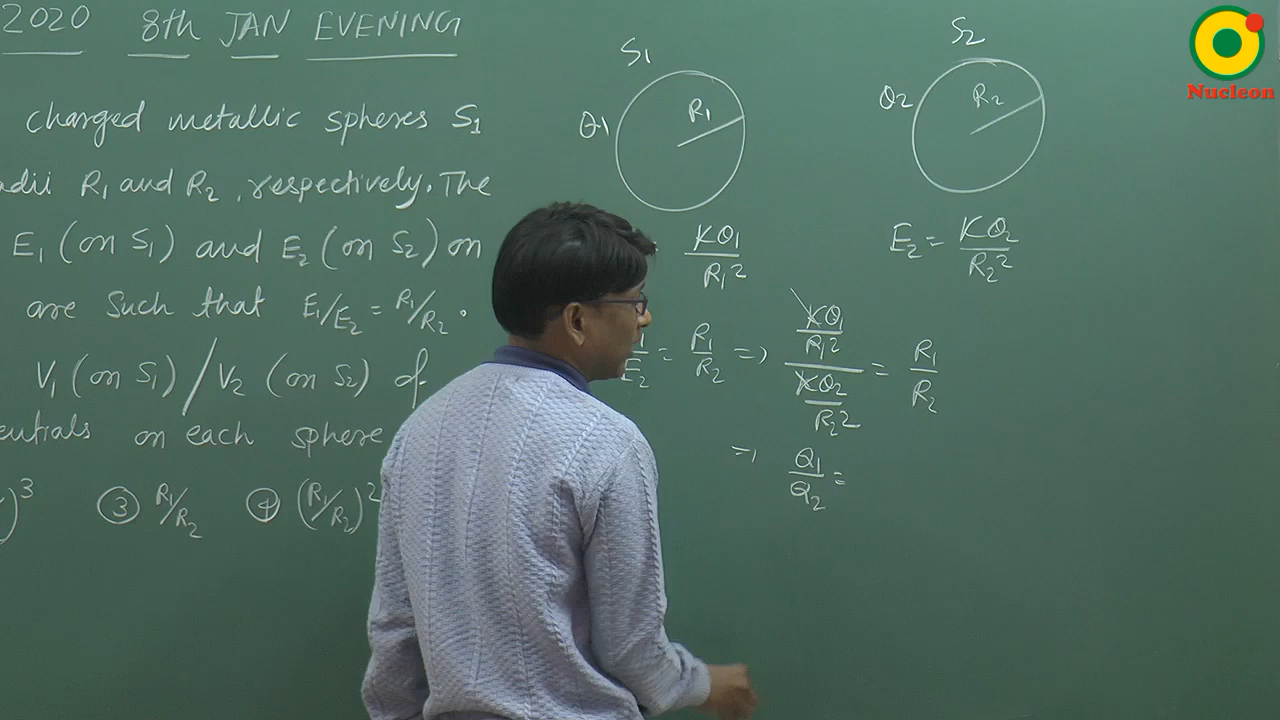 2020 8th JAN EVENING
charged metallic spheres S1
adii R1 and R2, respectively. The
E1 (on S1) and E2 (on S2) on
are such that E1/E2 = R1/R2.
V1 (on S1) / V2 (on S2) of
entials on each sphere
)3 ③ R1/R2 ④ (R1/R2)2
S1
Q1 R1
S2
Q2 R2
KQ1/R1²
E2 = KQ2/R2²
1/E2 = R1/R2 => (KQ1/R1²)/(KQ2/R2²) = R1/R2
=> Q1/Q2 =
Nucleon